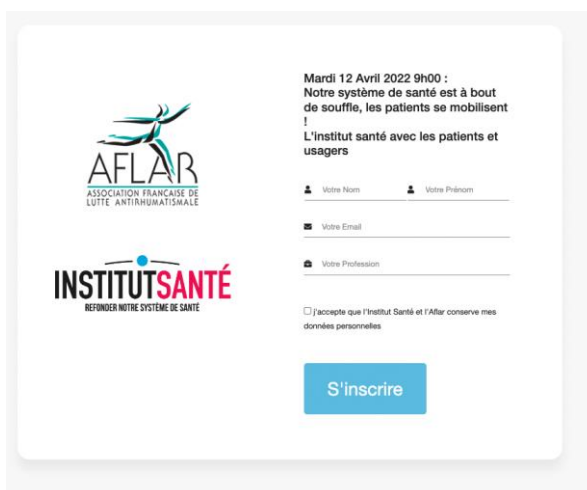 AFLAR
ASSOCIATION FRANÇAISE DE
LUTTE ANTIRHUMATISMALE
INSTITUTSANTÉ
REFONDER NOTRE SYSTÈME DE SANTÉ
Mardi 12 Avril 2022 9h00 :
Notre système de santé est à bout
de souffle, les patients se mobilisent
!
L'institut santé avec les patients et
usagers
Votre Nom
Votre Prénom
Votre Email
Votre Profession
j'accepte que l'Institut Santé et l'Aflar conserve mes
données personnelles
S'inscrire